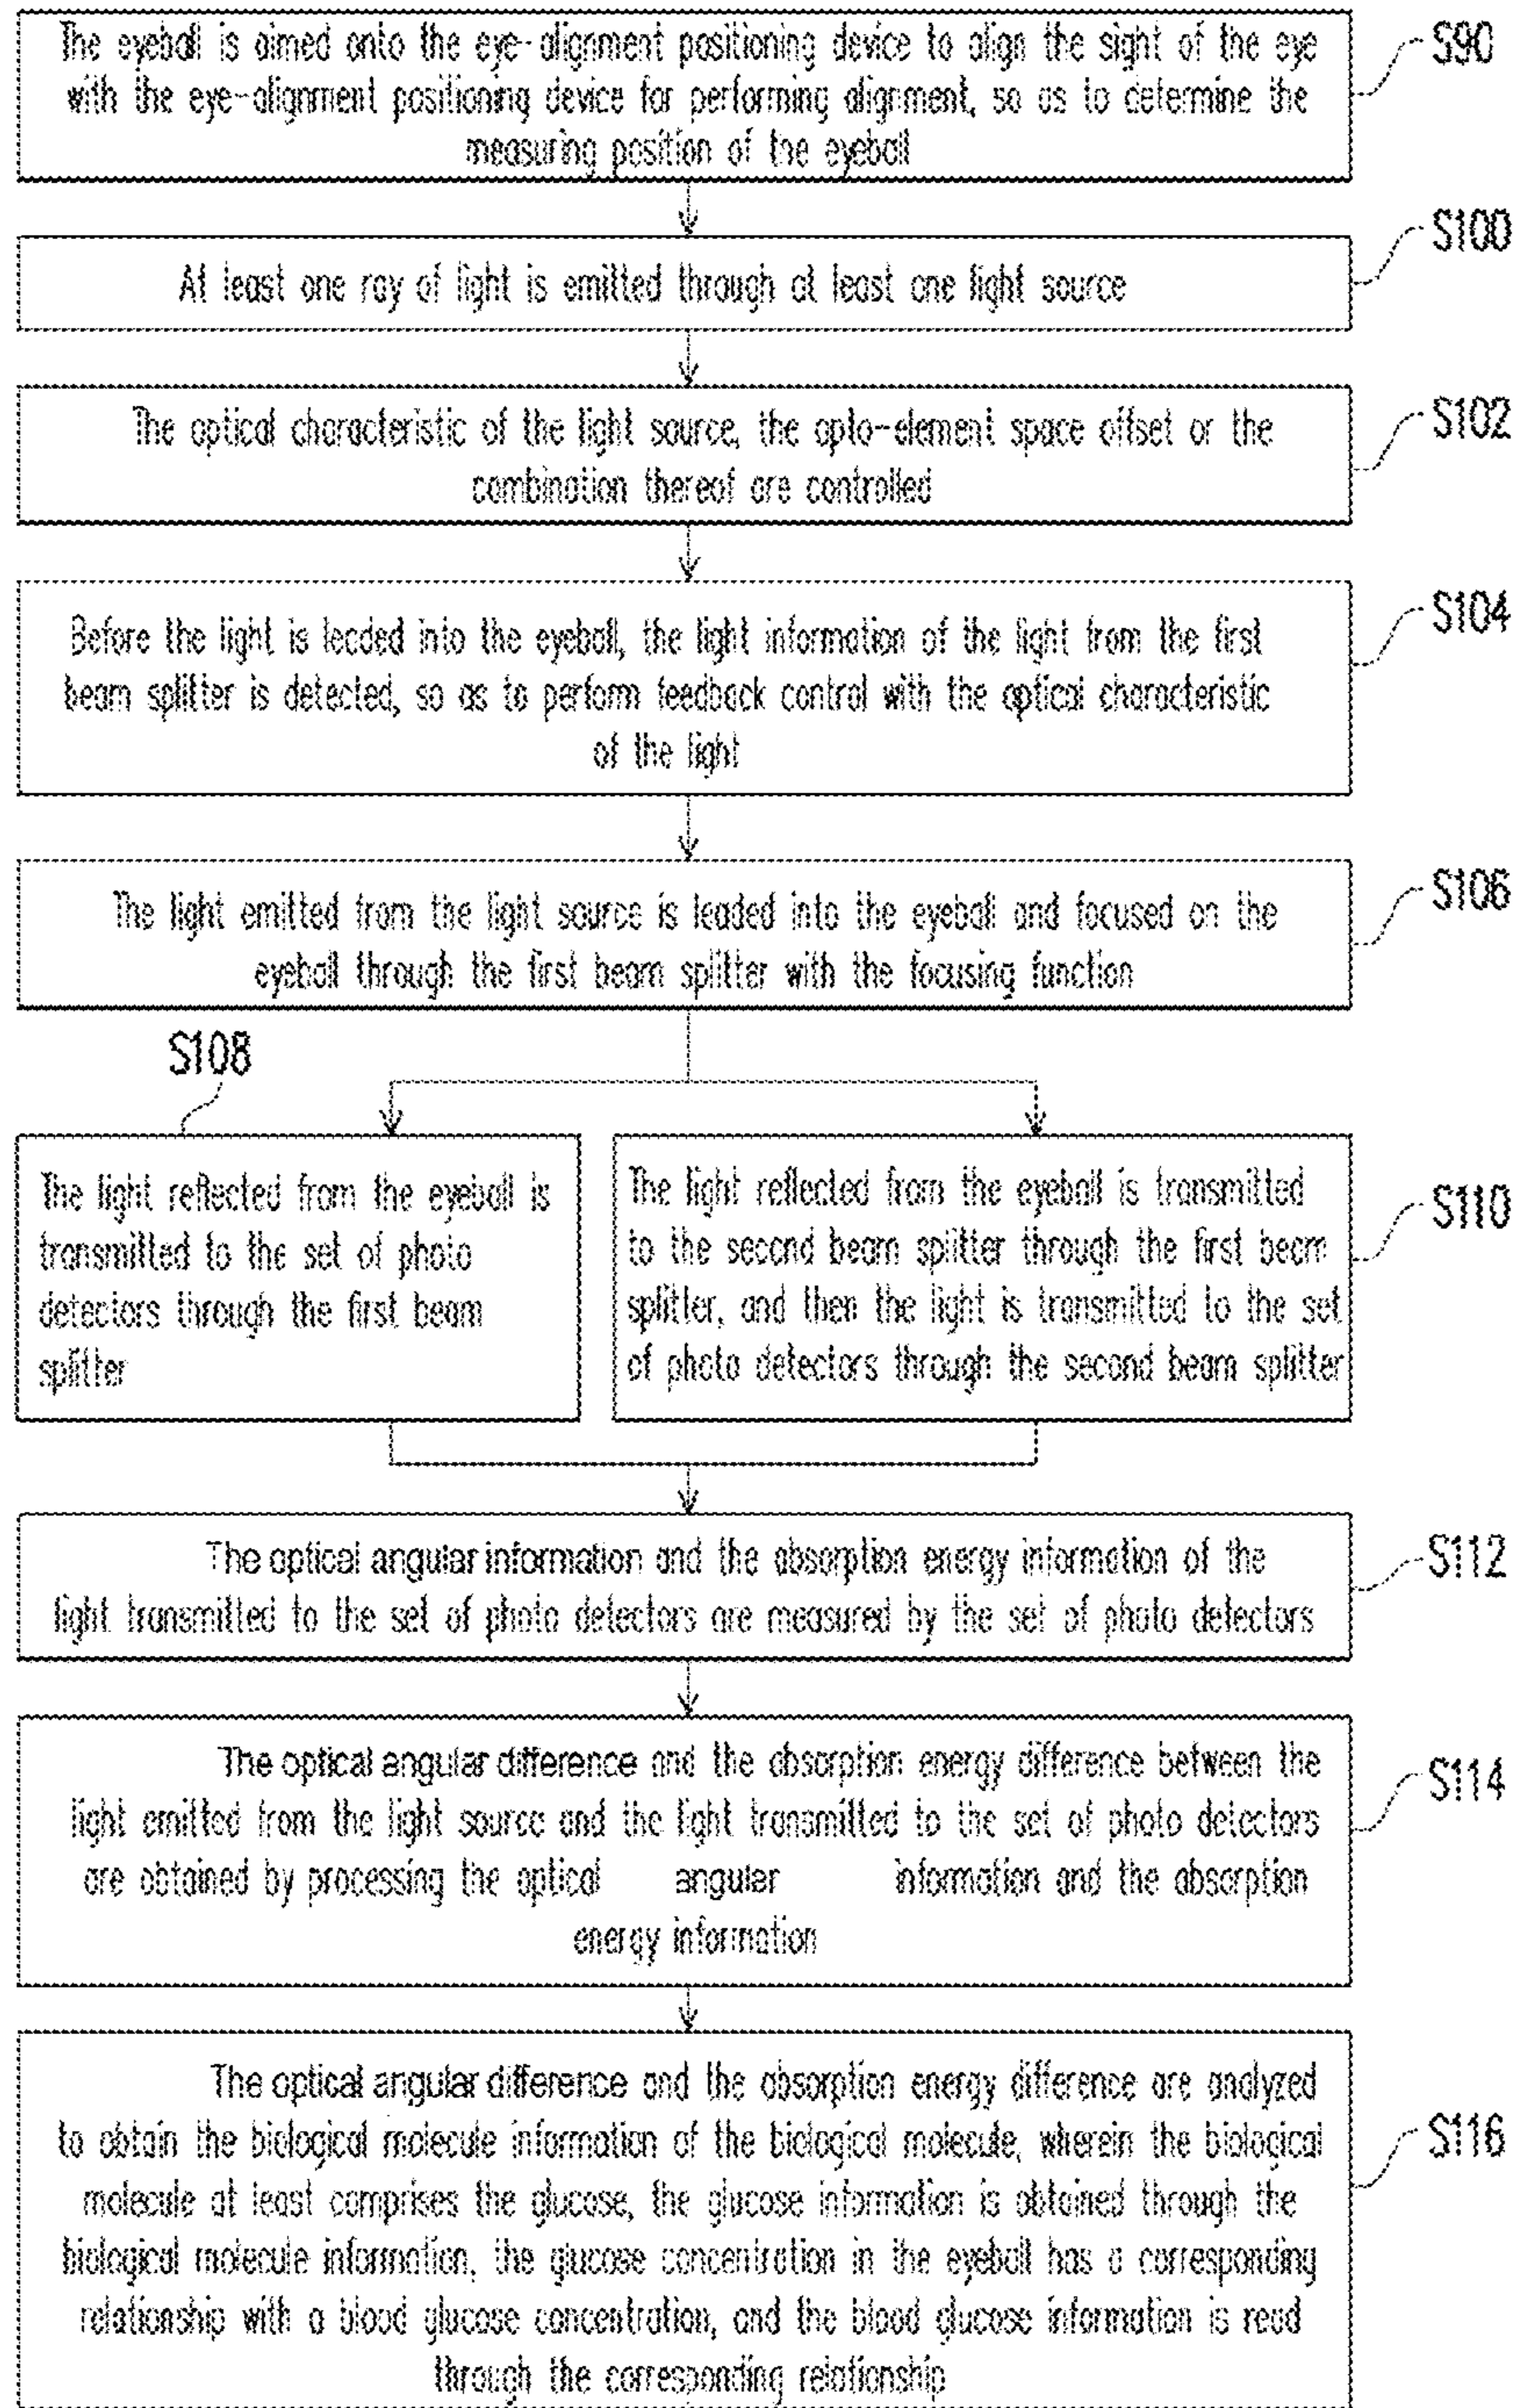 The eyeball is aimed onto the eye-alignment positioning device to align the sight of the eye
with the eye-alignment positioning device for performing alignment, so as to determine the
measuring position of the eyeball
S90
At least one ray of light is emitted through at least one light source
S100
The optical characteristic of the light source, the opto-element space offset or the
combination thereof are controlled
S102
Before the light is leaded into the eyeball, the light information of the light from the first
beam splitter is detected, so as to perform feedback control with the optical characteristic
of the light
S104
The light emitted from the light source is leaded into the eyeball and focused on the
eyeball through the first beam splitter with the focusing function
S106
S108
The light reflected from the eyeball is
transmitted to the set of photo
detectors through the first beam
splitter
The light reflected from the eyeball is transmitted
to the second beam splitter through the first beam
splitter, and then the light is transmitted to the set
of photo detectors through the second beam splitter
S110
The optical angular information and the absorption energy information of the
light transmitted to the set of photo detectors are measured by the set of photo detectors
S112
The optical angular difference and the absorption energy difference between the
light emitted from the light source and the light transmitted to the set of photo detectors
are obtained by processing the optical angular information and the absorption
energy information
S114
The optical angular difference and the absorption energy difference are analyzed
to obtain the biological molecule information of the biological molecule, wherein the biological
molecule at least comprises the glucose, the glucose information is obtained through the
biological molecule information, the glucose concentration in the eyeball has a corresponding
relationship with a blood glucose concentration, and the blood glucose information is read
through the corresponding relationship
S116